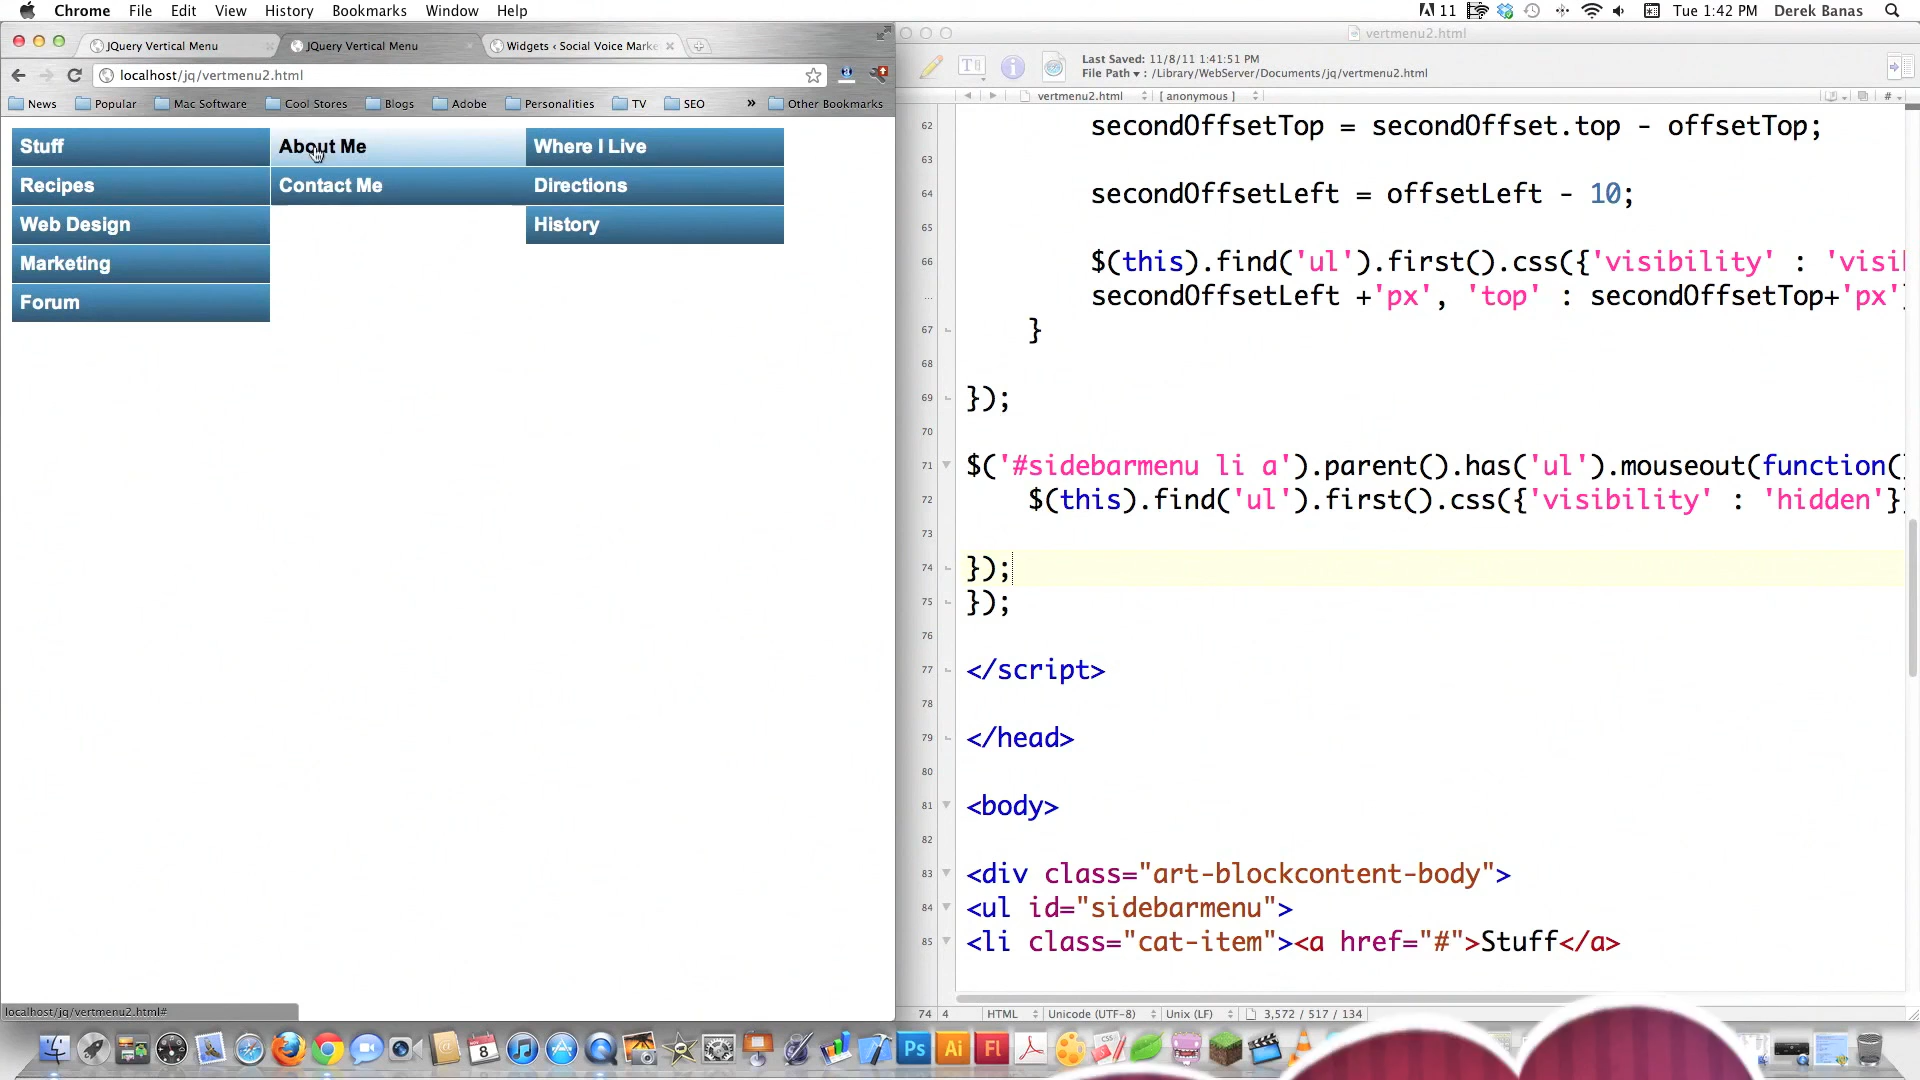 Chrome File Edit View History Bookmarks Window Help 11 Tue 1:42 PM Derek Banas
JQuery Vertical Menu JQuery Vertical Menu Widgets ‹ Social Voice Marke
localhost/jq/vertmenu2.html
News Popular Mac Software Cool Stores Blogs Adobe Personalities TV SEO » Other Bookmarks
Stuff About Me Where I Live
Recipes Contact Me Directions
Web Design History
Marketing
Forum
localhost/jq/vertmenu2.html#
vertmenu2.html
Last Saved: 11/8/11 1:41:51 PM
File Path ▾ : /Library/WebServer/Documents/jq/vertmenu2.html
vertmenu2.html [ anonymous ] #
62 secondOffsetTop = secondOffset.top - offsetTop;
63
64 secondOffsetLeft = offsetLeft - 10;
65
66 $(this).find('ul').first().css({'visibility' : 'visi
... secondOffsetLeft +'px', 'top' : secondOffsetTop+'px'
67 }
68
69 });
70
71 $('#sidebarmenu li a').parent().has('ul').mouseout(function(
72 $(this).find('ul').first().css({'visibility' : 'hidden'}
73
74 });
75 });
76
77 </script>
78
79 </head>
80
81 <body>
82
83 <div class="art-blockcontent-body">
84 <ul id="sidebarmenu">
85 <li class="cat-item"><a href="#">Stuff</a>
74 4 HTML Unicode (UTF-8) Unix (LF) 3,572 / 517 / 134
8 Ps Ai Fl